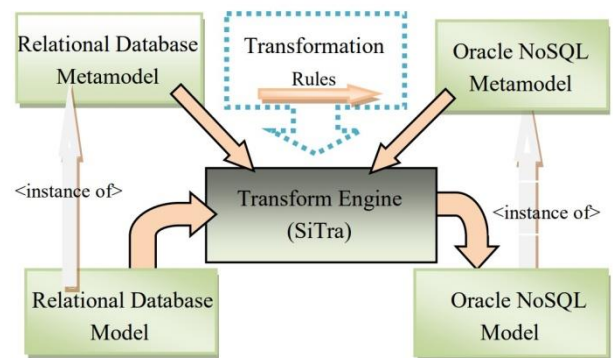 Relational Database
Metamodel
Transformation
Rules
Oracle NoSQL
Metamodel
<instance of>
Transform Engine
(SiTra)
<instance of>
Relational Database
Model
Oracle NoSQL
Model